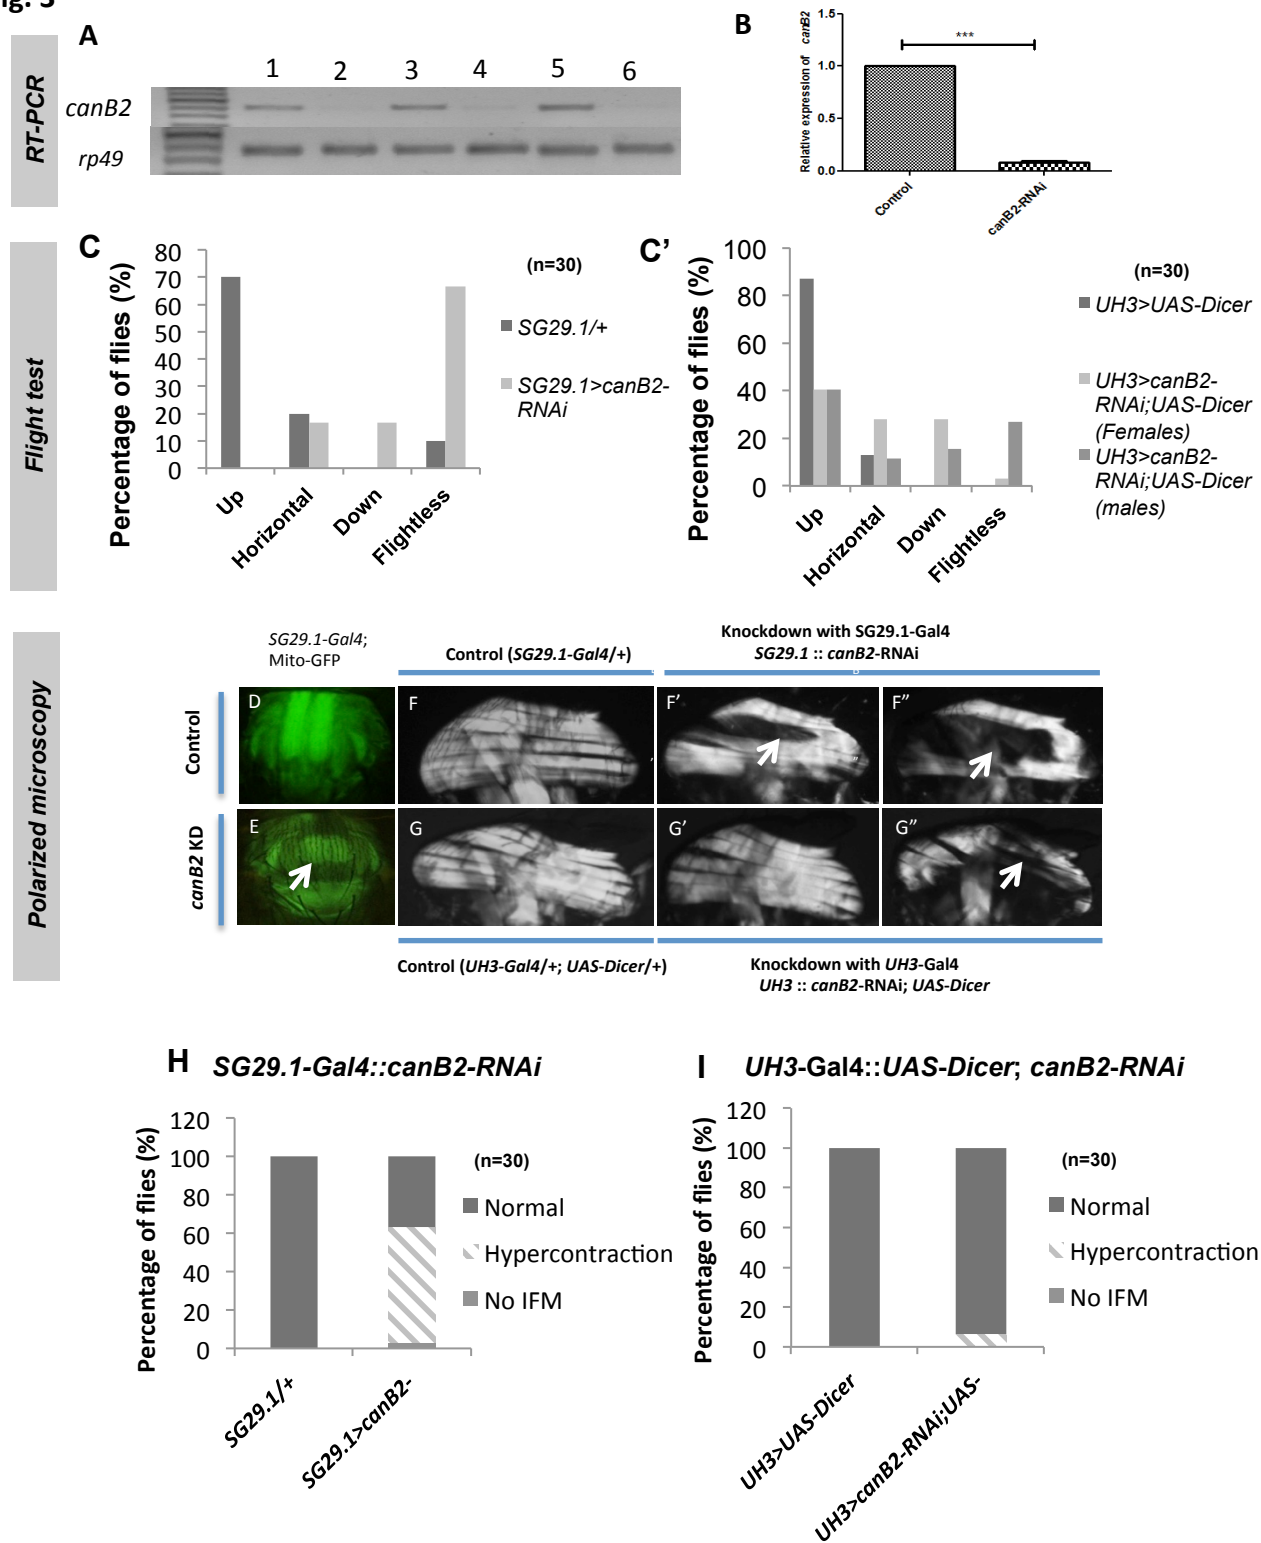 RT-PCR
A
1 2 3 4 5 6
canB2
rp49
B
Relative expression of canB2
1.5
1.0
0.5
0.0
***
Control
canB2-RNAi
Flight test
C
Percentage of flies (%)
80
70
60
50
40
30
20
10
0
Up
Horizontal
Down
Flightless
(n=30)
SG29.1/+
SG29.1>canB2-
RNAi
C’
Percentage of flies (%)
100
80
60
40
20
0
Up
Horizontal
Down
Flightless
(n=30)
UH3>UAS-Dicer
UH3>canB2-
RNAi;UAS-Dicer
(Females)
UH3>canB2-
RNAi;UAS-Dicer
(males)
Polarized microscopy
SG29.1-Gal4;
Mito-GFP
Control (SG29.1-Gal4/+)
Knockdown with SG29.1-Gal4
SG29.1 :: canB2-RNAi
Control
D
F
F’
F”
canB2 KD
E
G
G’
G”
Control (UH3-Gal4/+; UAS-Dicer/+)
Knockdown with UH3-Gal4
UH3 :: canB2-RNAi; UAS-Dicer
H SG29.1-Gal4::canB2-RNAi
Percentage of flies (%)
120
100
80
60
40
20
0
SG29.1/+
SG29.1>canB2-
(n=30)
Normal
Hypercontraction
No IFM
I UH3-Gal4::UAS-Dicer; canB2-RNAi
Percentage of flies (%)
120
100
80
60
40
20
0
UH3>UAS-Dicer
UH3>canB2-RNAi;UAS-
(n=30)
Normal
Hypercontraction
No IFM